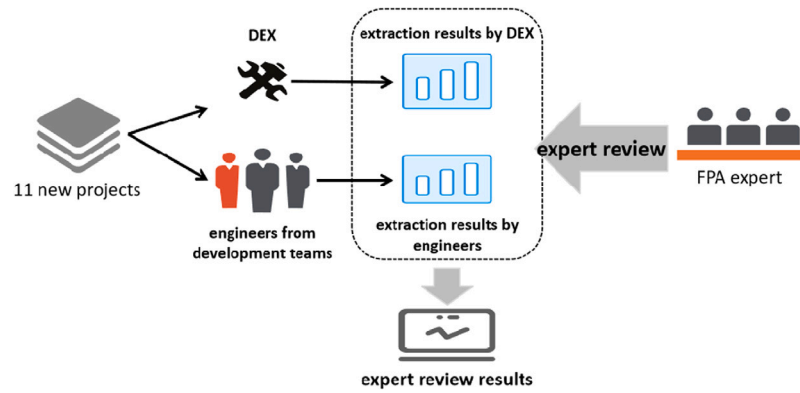 DEX
extraction results by DEX
11 new projects
expert review
FPA expert
engineers from
development teams
extraction results by
engineers
expert review results